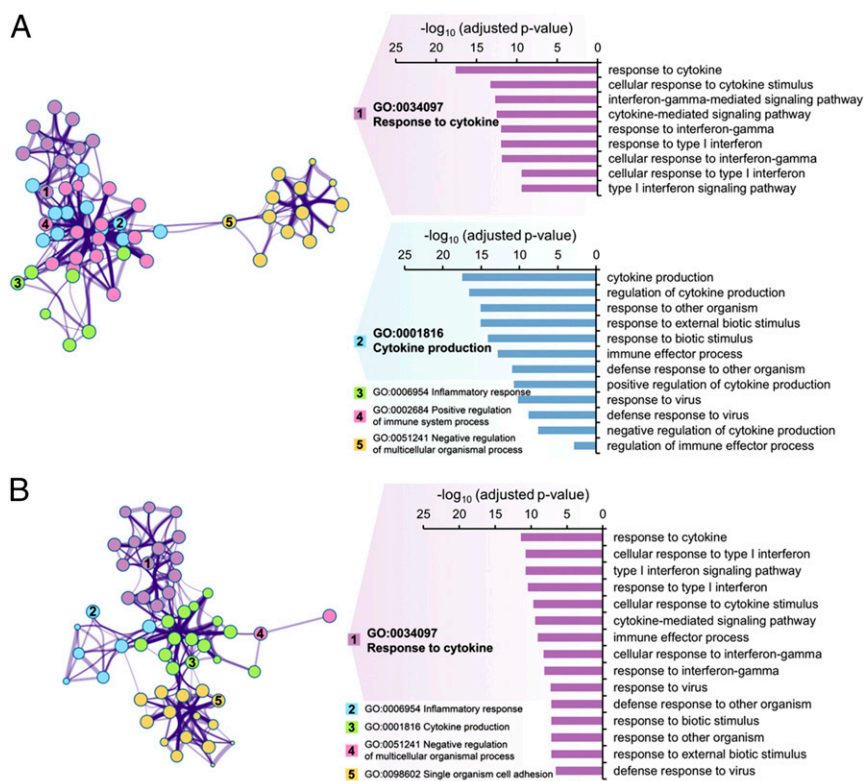 A
-log10 (adjusted p-value)
25 20 15 10 5 0
1 GO:0034097
Response to cytokine
response to cytokine
cellular response to cytokine stimulus
interferon-gamma-mediated signaling pathway
cytokine-mediated signaling pathway
response to interferon-gamma
response to type I interferon
cellular response to interferon-gamma
cellular response to type I interferon
type I interferon signaling pathway
1
4
2
5
3
-log10 (adjusted p-value)
25 20 15 10 5 0
2 GO:0001816
Cytokine production
3 GO:0006954 Inflammatory response
4 GO:0002684 Positive regulation
of immune system process
5 GO:0051241 Negative regulation
of multicellular organismal process
cytokine production
regulation of cytokine production
response to other organism
response to external biotic stimulus
response to biotic stimulus
immune effector process
defense response to other organism
positive regulation of cytokine production
response to virus
defense response to virus
negative regulation of cytokine production
regulation of immune effector process
B
-log10 (adjusted p-value)
25 20 15 10 5 0
1
2
4
3
5
1 GO:0034097
Response to cytokine
2 GO:0006954 Inflammatory response
3 GO:0001816 Cytokine production
4 GO:0051241 Negative regulation
of multicellular organismal process
5 GO:0098602 Single organism cell adhesion
response to cytokine
cellular response to type I interferon
type I interferon signaling pathway
response to type I interferon
cellular response to cytokine stimulus
cytokine-mediated signaling pathway
immune effector process
cellular response to interferon-gamma
response to interferon-gamma
response to virus
defense response to other organism
response to biotic stimulus
response to other organism
response to external biotic stimulus
defense response to virus